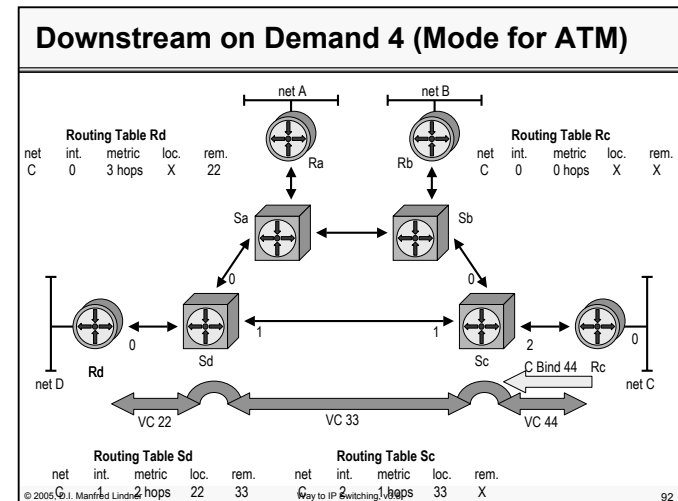 Downstream on Demand 4 (Mode for ATM)
net A
net B
Routing Table Rd
net int. metric loc. rem.
C 0 3 hops X 22
Routing Table Rc
net int. metric loc. rem.
C 0 0 hops X X
Ra
Rb
Sa
Sb
0
0
0
1
1
2
0
Rd
Sd
Sc
C Bind 44
Rc
net D
net C
VC 22
VC 33
VC 44
Routing Table Sd
net int. metric loc. rem.
C 1 2 hops 22 33
Routing Table Sc
net int. metric loc. rem.
C 2 1 hops 33 X
© 2005, D.I. Manfred Lindner
Way to IP Switching,
92